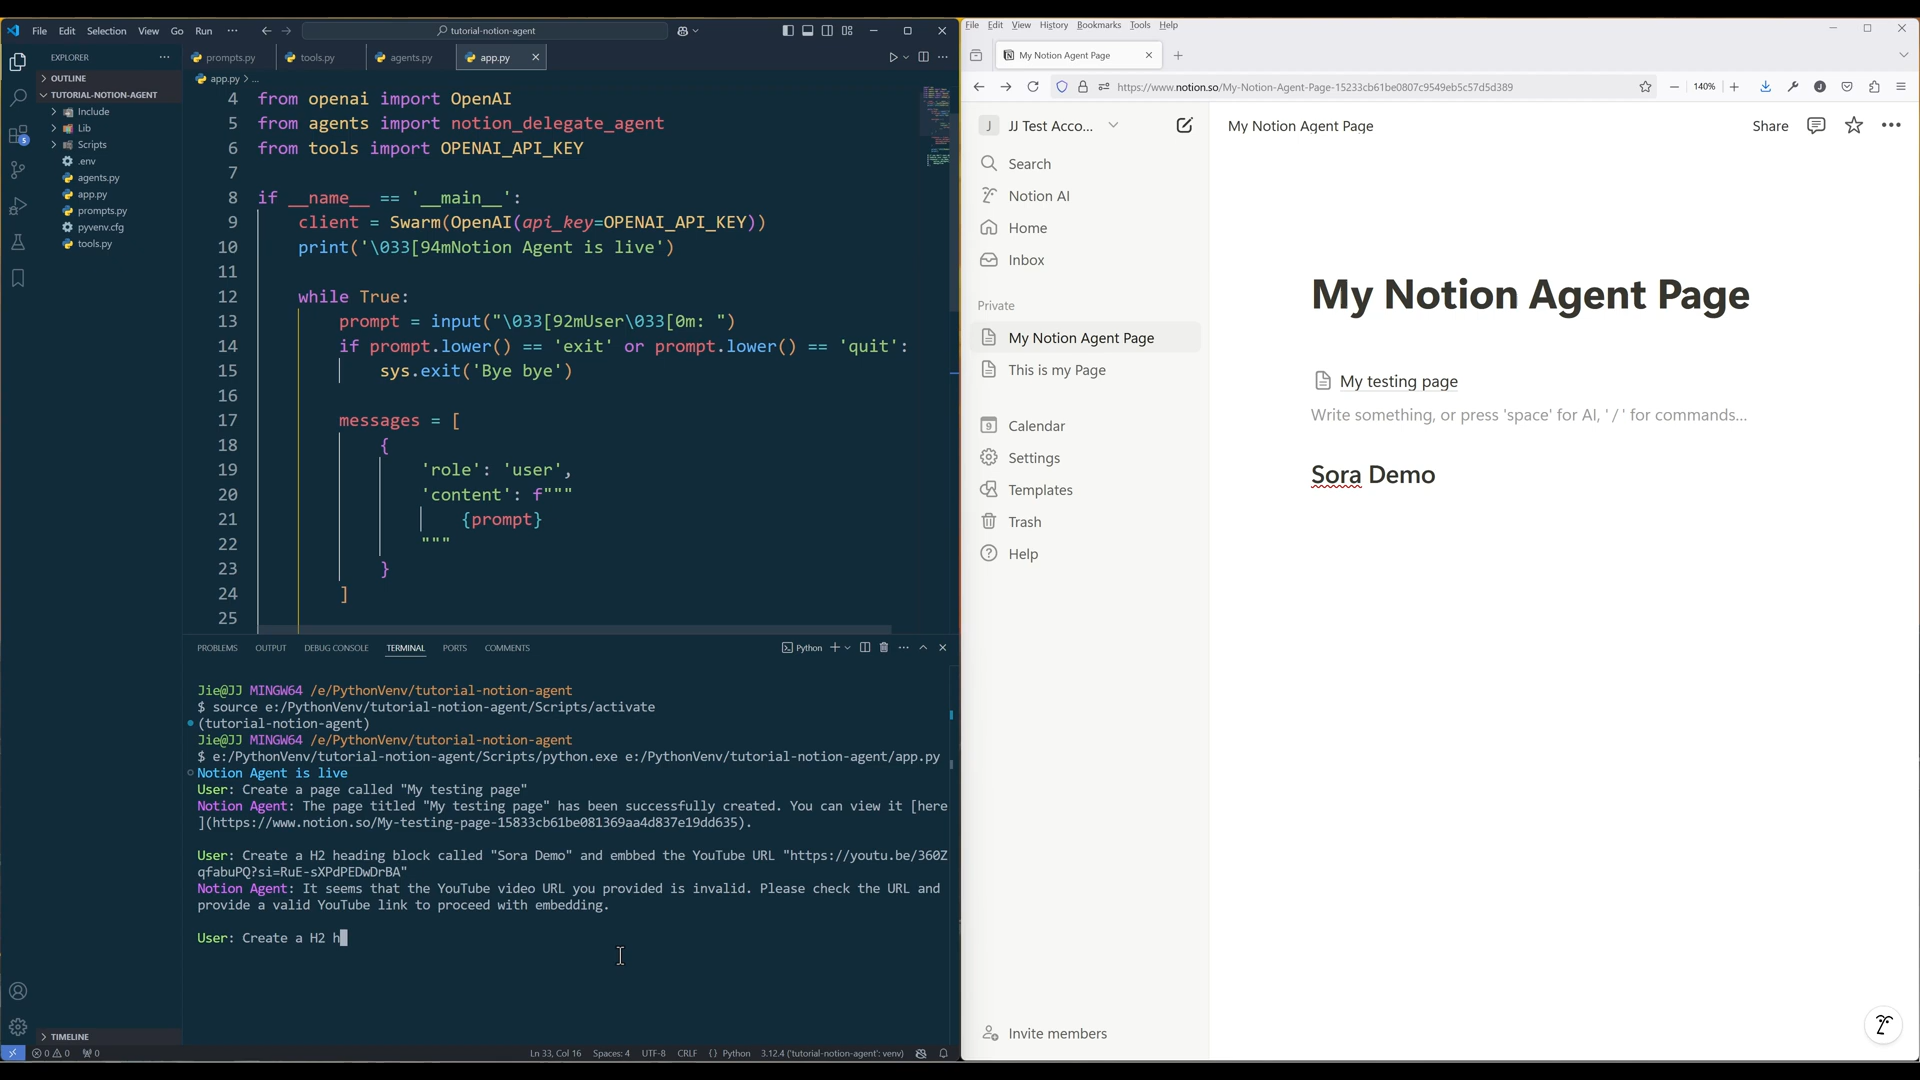 File Edit Selection View Go Run ···
tutorial-notion-agent
EXPLORER
OUTLINE
TUTORIAL-NOTION-AGENT
Include
Lib
Scripts
.env
agents.py
app.py
prompts.py
pyvenv.cfg
tools.py
TIMELINE
prompts.py tools.py agents.py app.py
app.py > ...
4 from openai import OpenAI
5 from agents import notion_delegate_agent
6 from tools import OPENAI_API_KEY
7
8 if __name__ == '__main__':
9 client = Swarm(OpenAI(api_key=OPENAI_API_KEY))
10 print('\033[94mNotion Agent is live')
11
12 while True:
13 prompt = input("\033[92mUser\033[0m: ")
14 if prompt.lower() == 'exit' or prompt.lower() == 'quit':
15 sys.exit('Bye bye')
16
17 messages = [
18 {
19 'role': 'user',
20 'content': f"""
21 {prompt}
22 """
23 }
24 ]
25
PROBLEMS OUTPUT DEBUG CONSOLE TERMINAL PORTS COMMENTS
Python
Jie@JJ MINGW64 /e/PythonVenv/tutorial-notion-agent
$ source e:/PythonVenv/tutorial-notion-agent/Scripts/activate
(tutorial-notion-agent)
Jie@JJ MINGW64 /e/PythonVenv/tutorial-notion-agent
$ e:/PythonVenv/tutorial-notion-agent/Scripts/python.exe e:/PythonVenv/tutorial-notion-agent/app.py
Notion Agent is live
User: Create a page called "My testing page"
Notion Agent: The page titled "My testing page" has been successfully created. You can view it [here
](https://www.notion.so/My-testing-page-15833cb61be081369aa4d837e19dd635).
User: Create a H2 heading block called "Sora Demo" and embbed the YouTube URL "https://youtu.be/360Z
qfabuPQ?si=RuE-sXPdPEDwDrBA"
Notion Agent: It seems that the YouTube video URL you provided is invalid. Please check the URL and
provide a valid YouTube link to proceed with embedding.
User: Create a H2 h
0 0 0
Ln 33, Col 16 Spaces: 4 UTF-8 CRLF {} Python 3.12.4 ('tutorial-notion-agent': venv)
File Edit View History Bookmarks Tools Help
My Notion Agent Page
https://www.notion.so/My-Notion-Agent-Page-15233cb61be0807c9549eb5c57d5d389
140%
J JJ Test Acco...
Search
Notion AI
Home
Inbox
Private
My Notion Agent Page
This is my Page
9 Calendar
Settings
Templates
Trash
Help
Invite members
My Notion Agent Page
Share
My Notion Agent Page
My testing page
Write something, or press 'space' for AI, '/' for commands...
Sora Demo